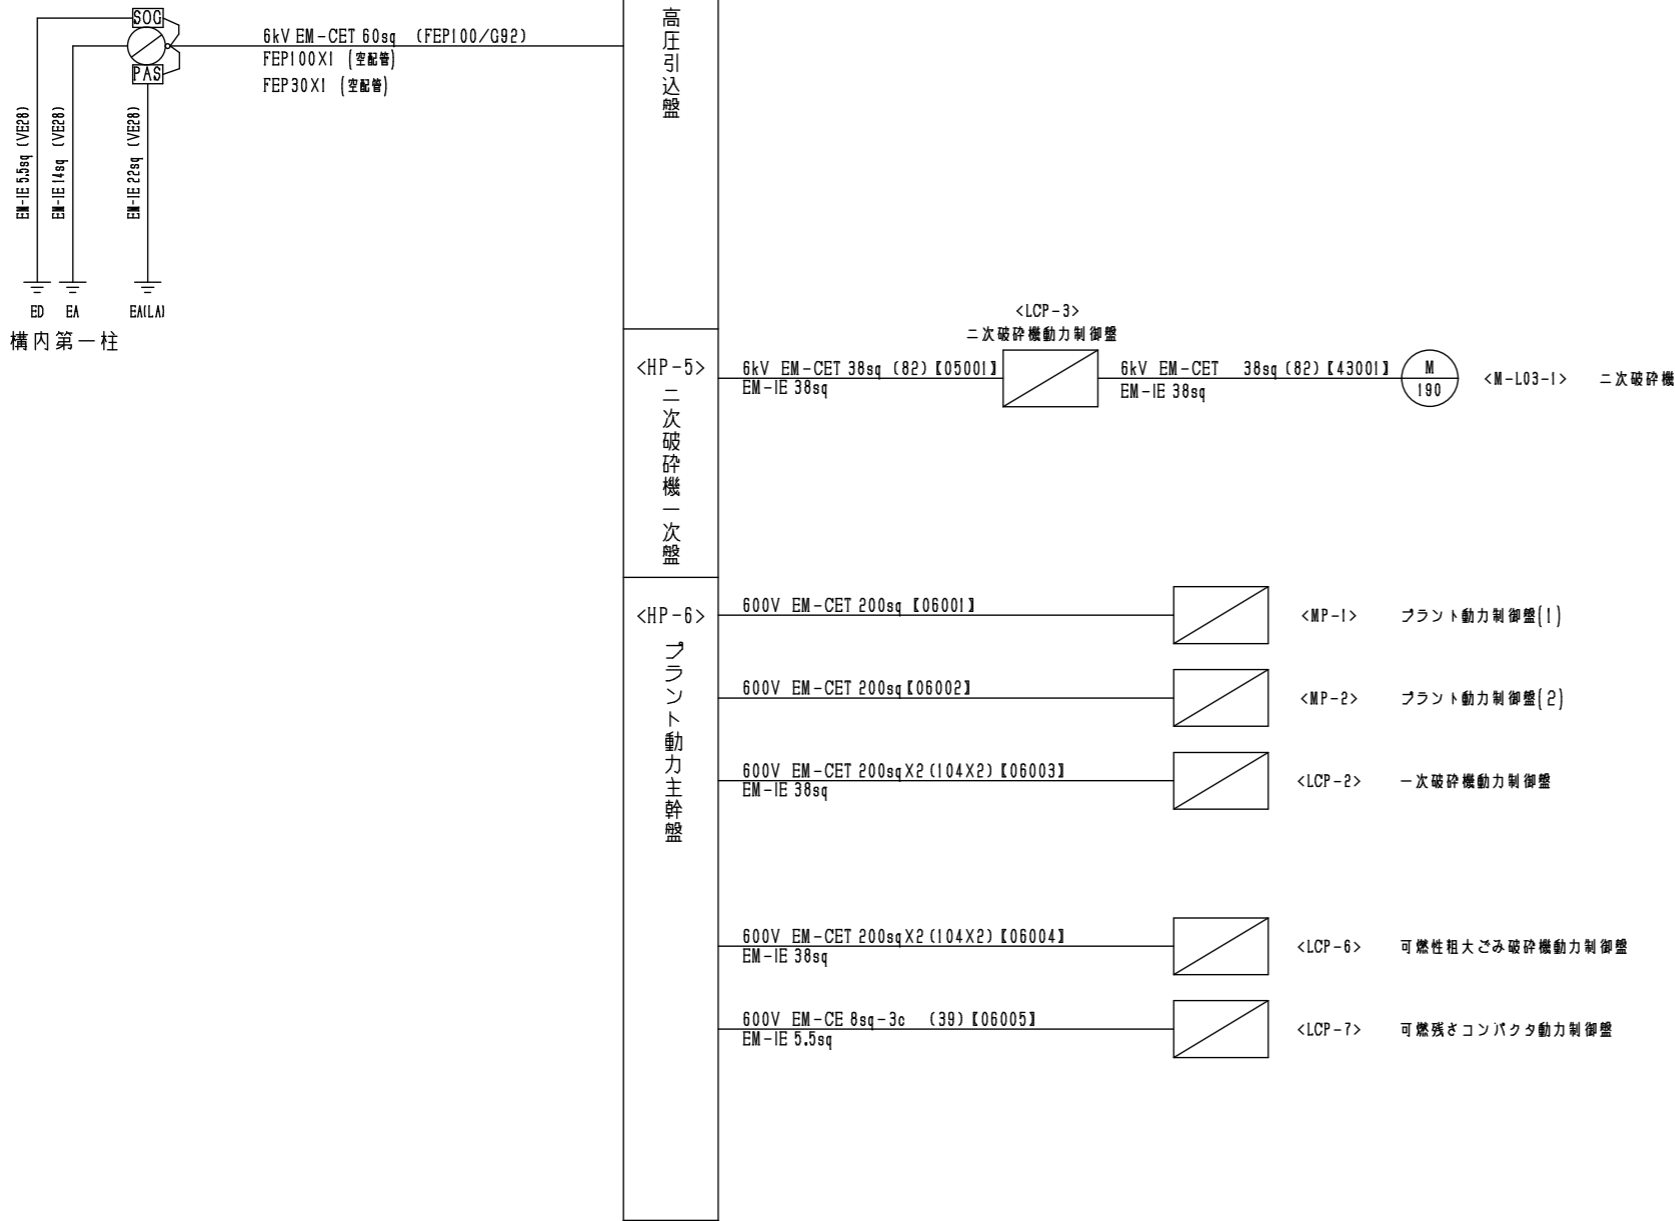 SOG
PAS
6kV EM-CET 60sq (FEP100/G92)
FEP100X1 (空配管)
FEP30X1 (空配管)
EM-IE 5.5sq (VE28)
EM-IE 14sq (VE28)
EM-IE 22sq (VE28)
ED
EA
EA(LA)
構内第一柱
高圧引込盤
<HP-5>
二次破砕機一次盤
6kV EM-CET 38sq (82)【05001】
EM-IE 38sq
<LCP-3>
二次破砕機動力制御盤
6kV EM-CET 38sq (82)【43001】
EM-IE 38sq
M
190
<M-L03-1> 二次破砕機
<HP-6>
プラント動力主幹盤
600V EM-CET 200sq【06001】
<MP-1> プラント動力制御盤(1)
600V EM-CET 200sq【06002】
<MP-2> プラント動力制御盤(2)
600V EM-CET 200sqX2(104X2)【06003】
EM-IE 38sq
<LCP-2> 一次破砕機動力制御盤
600V EM-CET 200sqX2(104X2)【06004】
EM-IE 38sq
<LCP-6> 可燃性粗大ごみ破砕機動力制御盤
600V EM-CE 8sq-3c (39)【06005】
EM-IE 5.5sq
<LCP-7> 可燃残さコンパクタ動力制御盤